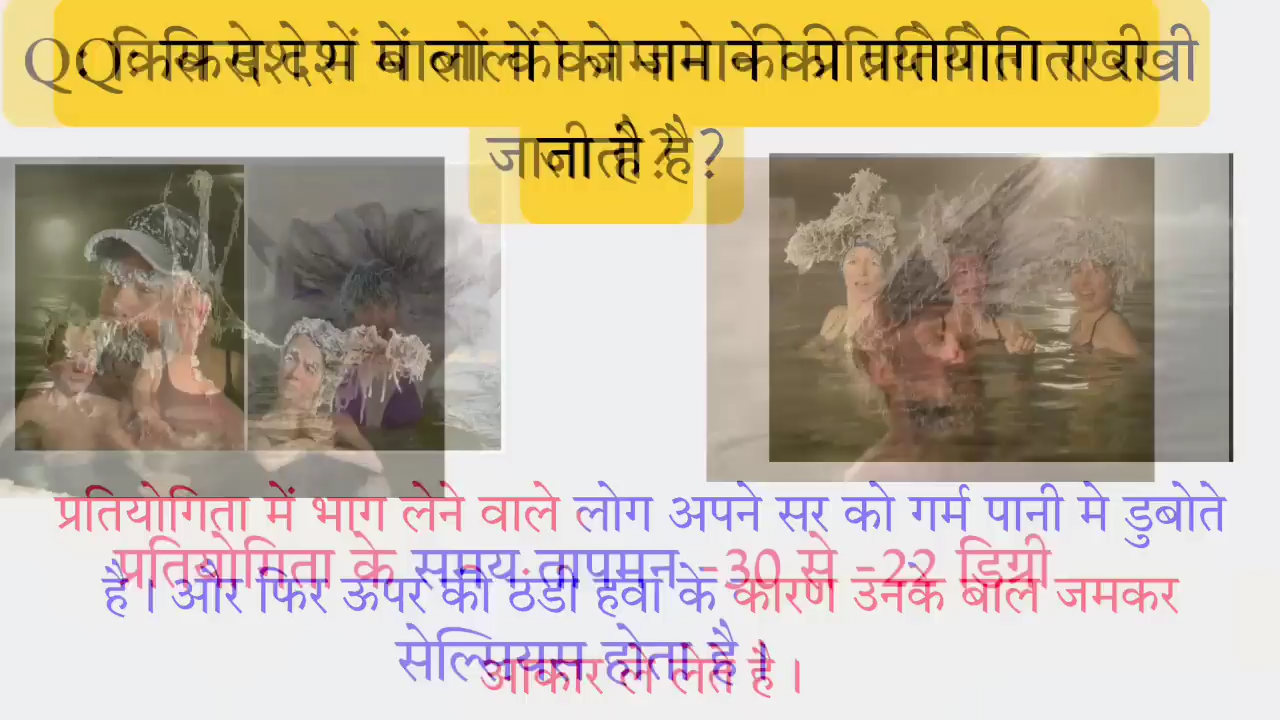 Q: किस देश में बालों को जमाने की प्रतियोगिता रखी
जाती है?
प्रतियोगिता में भाग लेने वाले लोग अपने सर को गर्म पानी मे डुबोते
है। और फिर ऊपर की ठंडी हवा के कारण उनके बाल जमकर
आकार ले लेते है।
प्रतियोगिता के समय तापमन -30 से -22 डिग्री
सेल्सियस होता है।